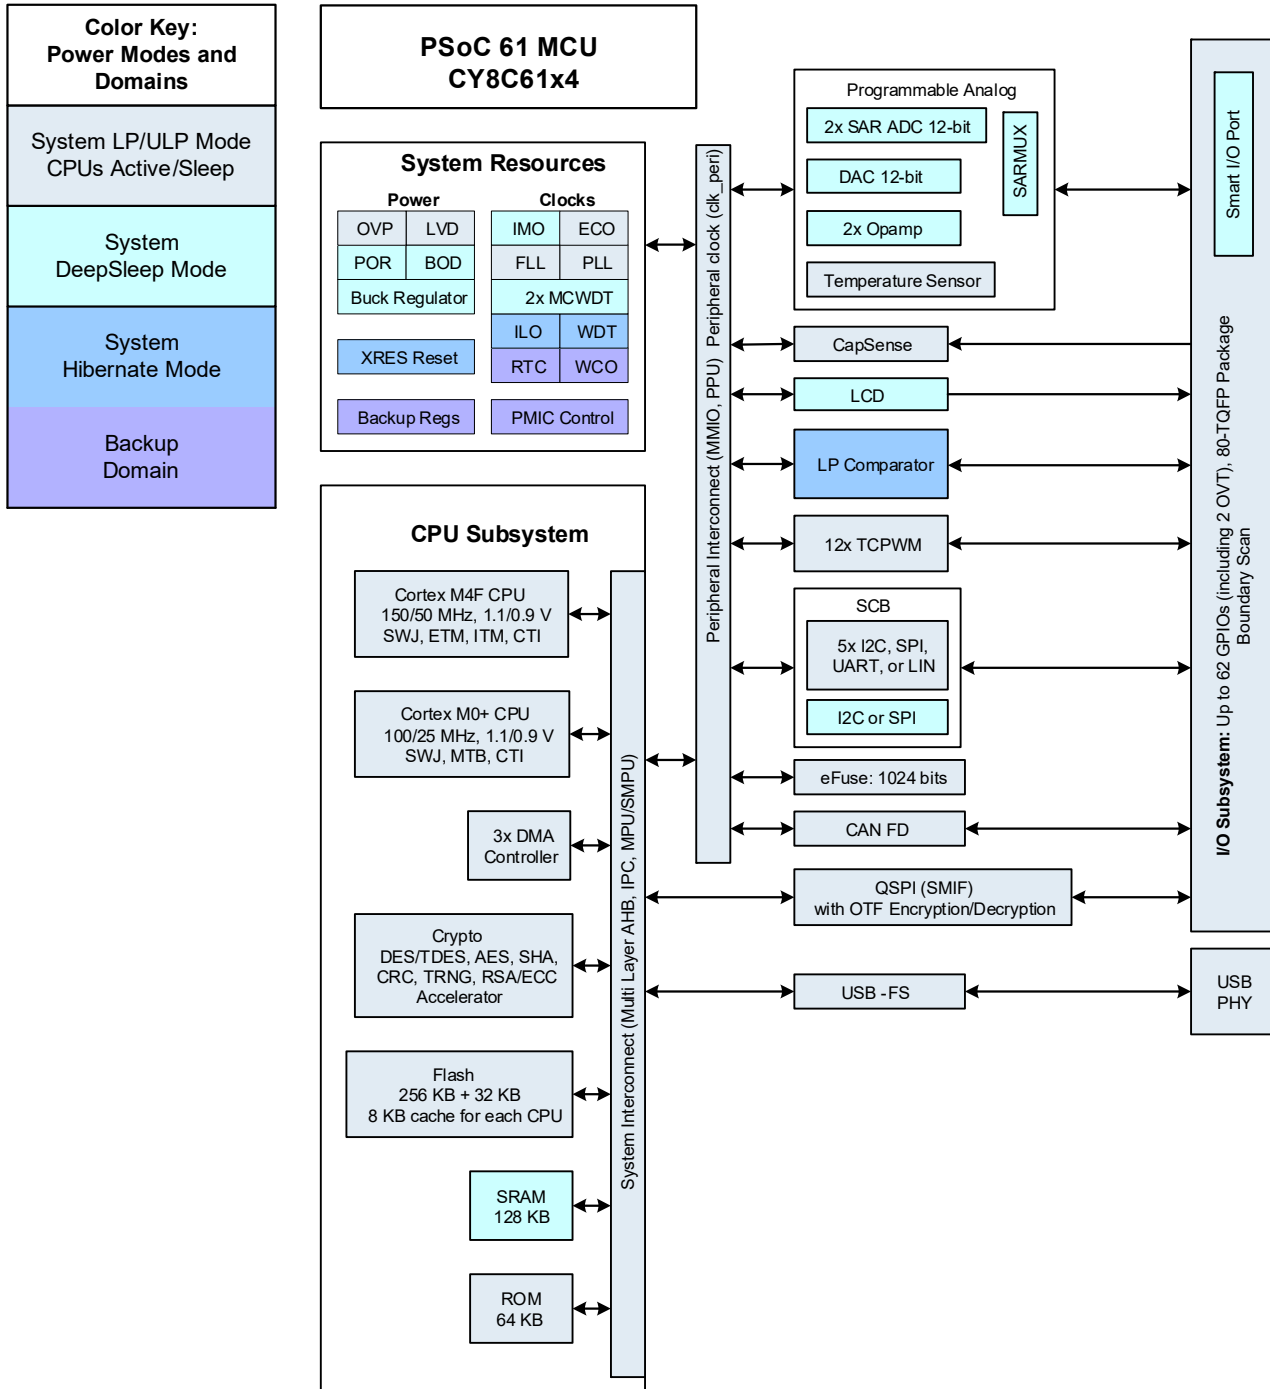 Color Key:
Power Modes and
Domains
System LP/ULP Mode
CPUs Active/Sleep
System
DeepSleep Mode
System
Hibernate Mode
Backup
Domain
PSoC 61 MCU
CY8C61x4
System Resources
Power
OVP LVD
POR BOD
Buck Regulator
XRES Reset
Backup Regs
Clocks
IMO ECO
FLL PLL
2x MCWDT
ILO WDT
RTC WCO
PMIC Control
CPU Subsystem
Cortex M4F CPU
150/50 MHz, 1.1/0.9 V
SWJ, ETM, ITM, CTI
Cortex M0+ CPU
100/25 MHz, 1.1/0.9 V
SWJ, MTB, CTI
3x DMA
Controller
Crypto
DES/TDES, AES, SHA,
CRC, TRNG, RSA/ECC
Accelerator
Flash
256 KB + 32 KB
8 KB cache for each CPU
SRAM
128 KB
ROM
64 KB
System Interconnect (Multi Layer AHB, IPC, MPU/SMPU)
Peripheral Interconnect (MMIO, PPU) Peripheral clock (clk_peri)
Programmable Analog
2x SAR ADC 12-bit
DAC 12-bit
2x Opamp
Temperature Sensor
SARMUX
CapSense
LCD
LP Comparator
12x TCPWM
SCB
5x I2C, SPI,
UART, or LIN
I2C or SPI
eFuse: 1024 bits
CAN FD
QSPI (SMIF)
with OTF Encryption/Decryption
USB -FS
Smart I/O Port
I/O Subsystem: Up to 62 GPIOs (including 2 OVT), 80-TQFP Package
Boundary Scan
USB
PHY